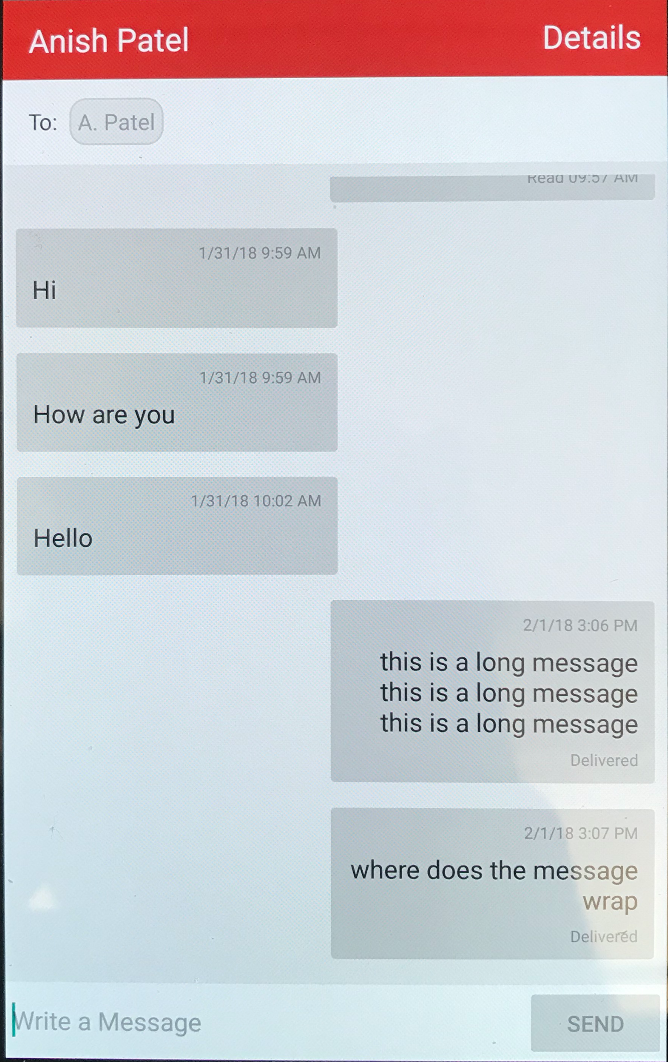 Anish Patel
Details
To: A. Patel
Read 09:57 AM
1/31/18 9:59 AM
Hi
1/31/18 9:59 AM
How are you
1/31/18 10:02 AM
Hello
2/1/18 3:06 PM
this is a long message
this is a long message
this is a long message
Delivered
2/1/18 3:07 PM
where does the message
wrap
Delivered
Write a Message
SEND